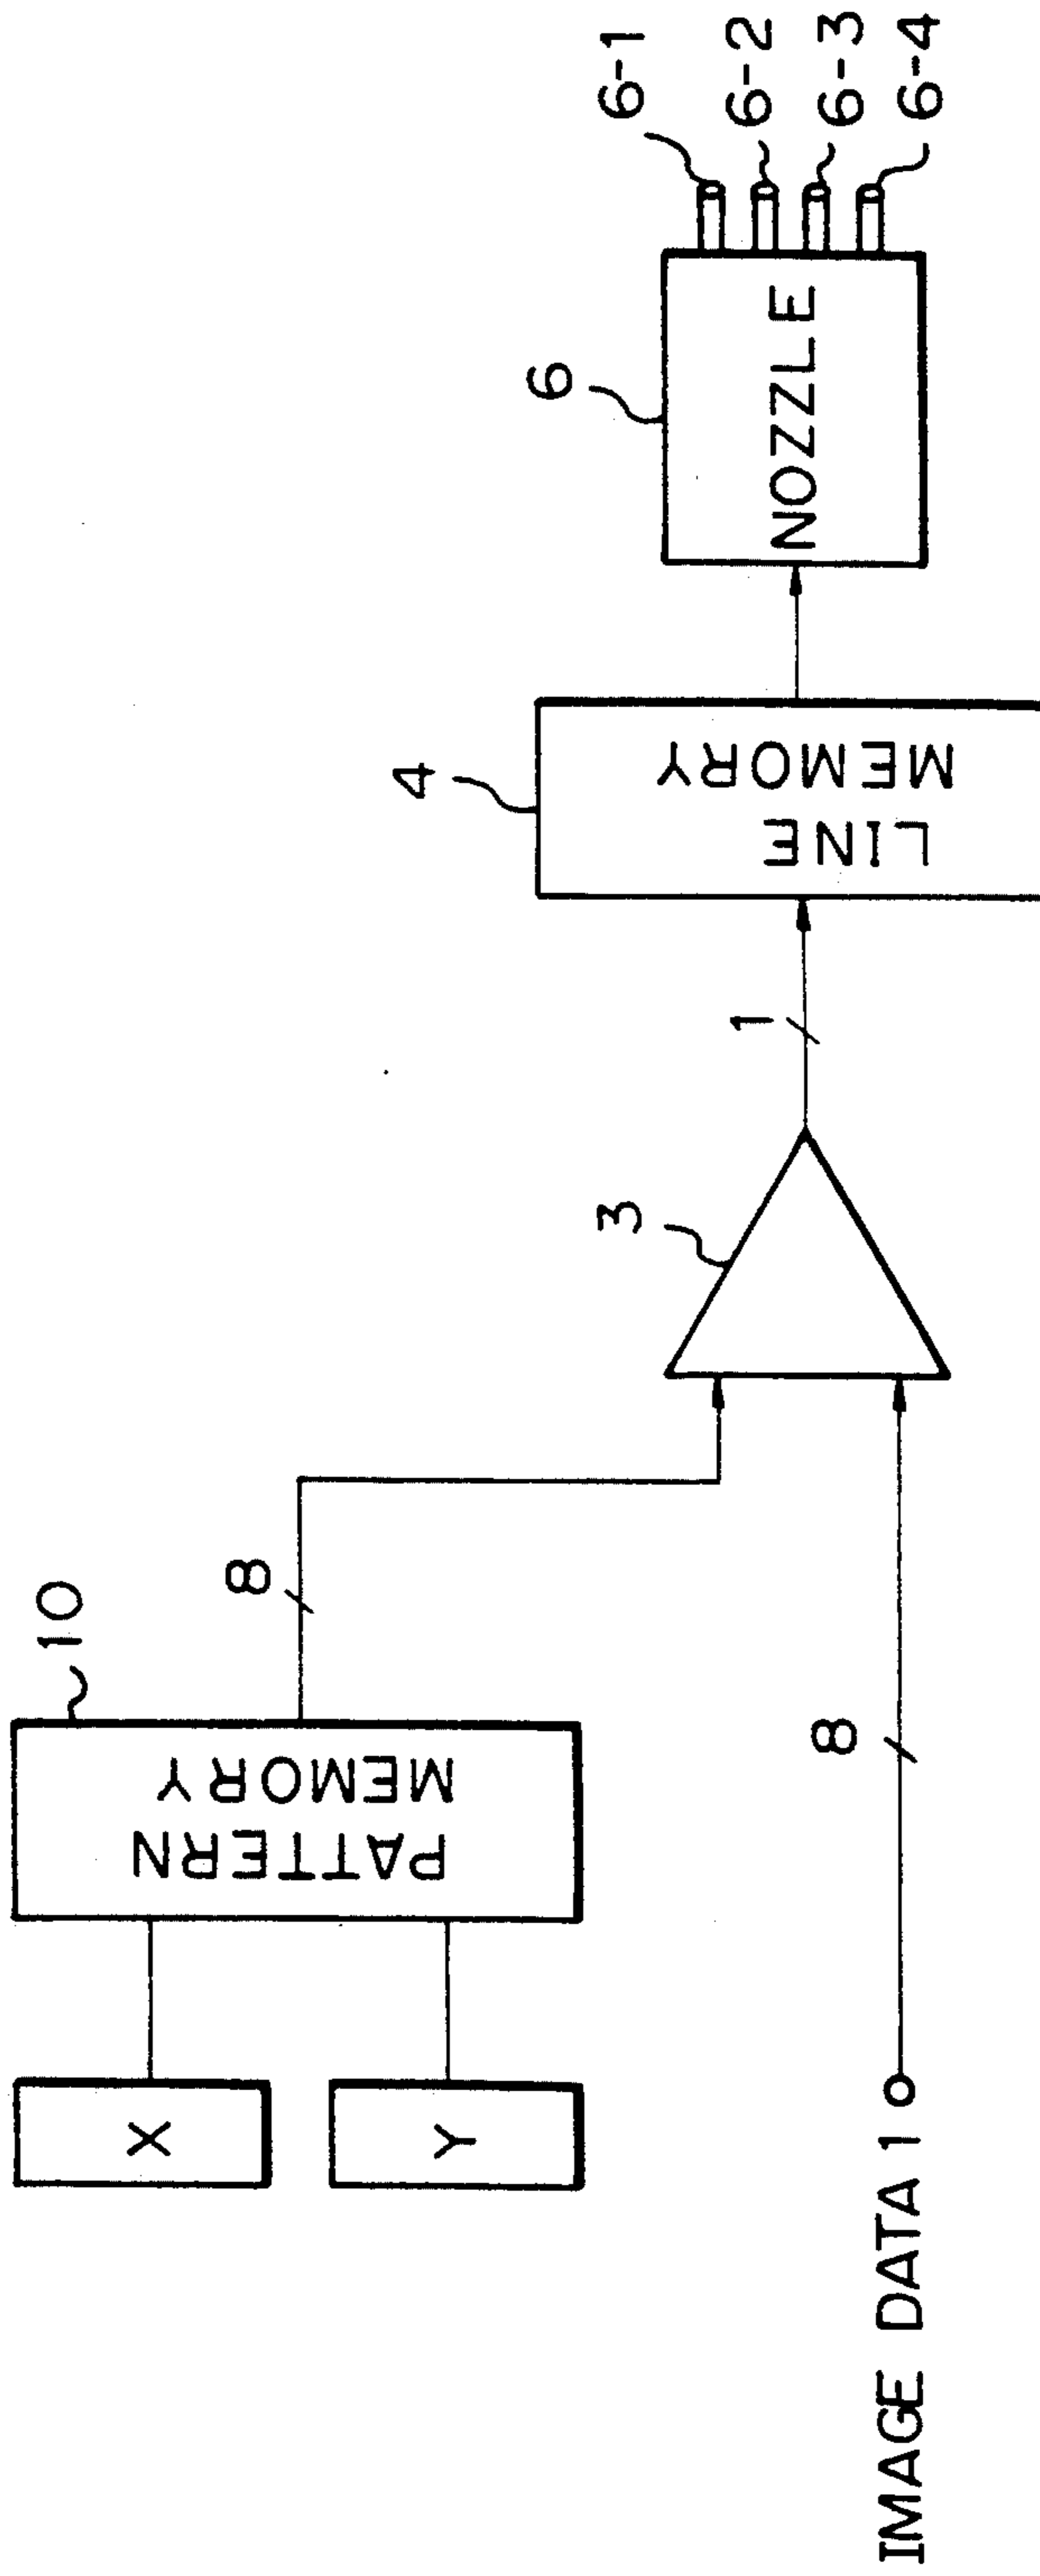 X
Y
PATTERN
MEMORY
10
8
IMAGE DATA 1
8
3
1
LINE
MEMORY
4
NOZZLE
6
6-1
6-2
6-3
6-4